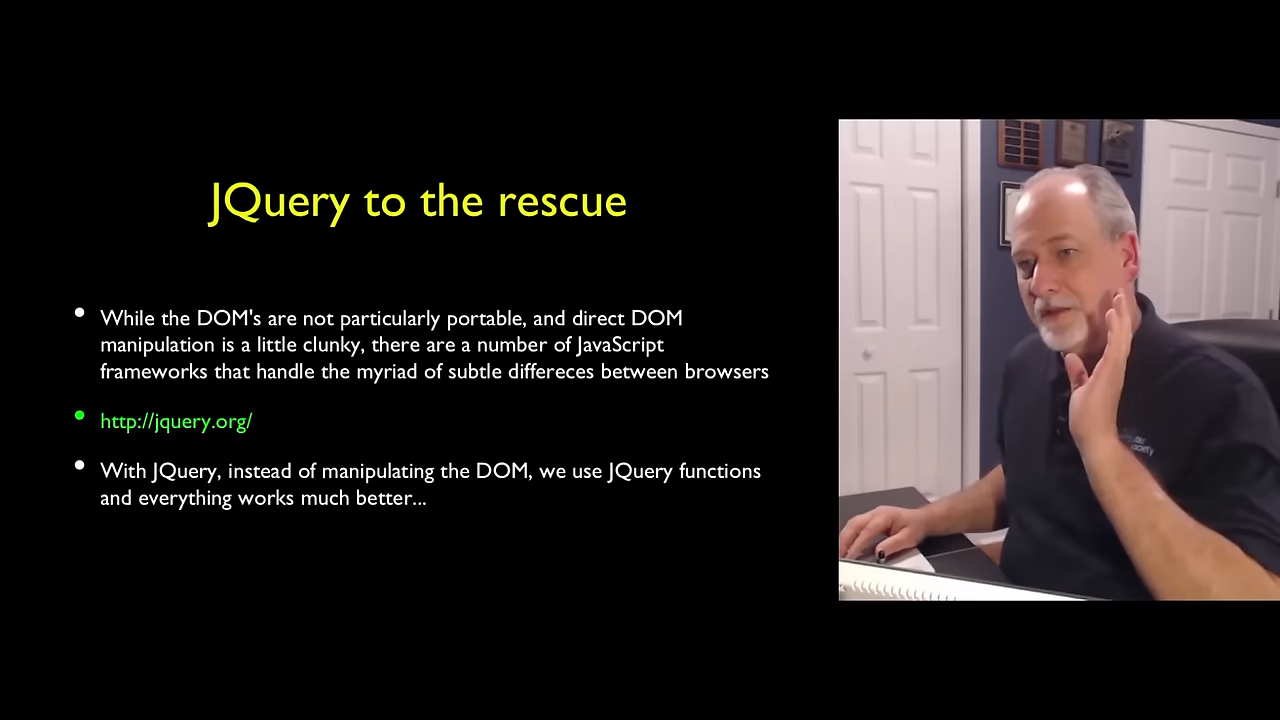 JQuery to the rescue
While the DOM's are not particularly portable, and direct DOM
manipulation is a little clunky, there are a number of JavaScript
frameworks that handle the myriad of subtle differeces between browsers
http://jquery.org/
With JQuery, instead of manipulating the DOM, we use JQuery functions
and everything works much better...